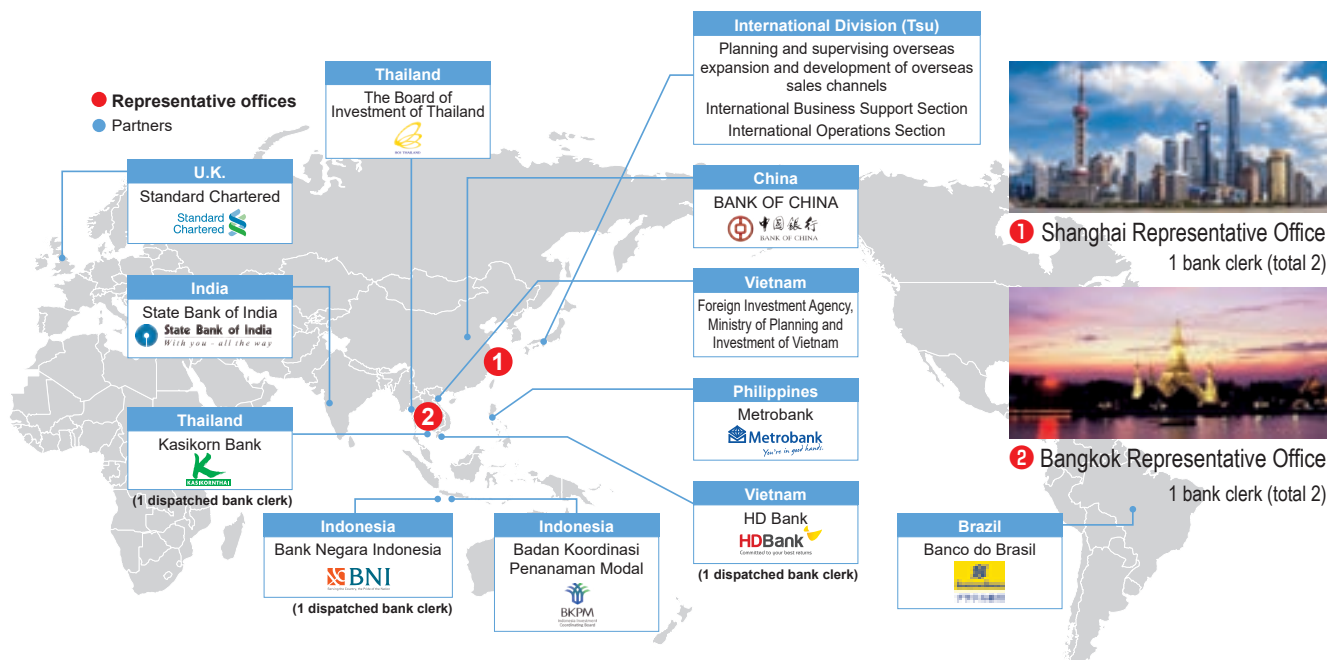 Representative offices
Partners
Thailand
The Board of
Investment of Thailand
BOI THAILAND
U.K.
Standard Chartered
Standard
Chartered
India
State Bank of India
State Bank of India
With you - all the way
Thailand
Kasikorn Bank
KASIKORNTHAI
(1 dispatched bank clerk)
Indonesia
Bank Negara Indonesia
BNI
(1 dispatched bank clerk)
Indonesia
Badan Koordinasi
Penanaman Modal
BKPM
Indonesia Investment
Coordinating Board
International Division (Tsu)
Planning and supervising overseas
expansion and development of overseas
sales channels
International Business Support Section
International Operations Section
China
BANK OF CHINA
中国銀行
BANK OF CHINA
Vietnam
Foreign Investment Agency,
Ministry of Planning and
Investment of Vietnam
Philippines
Metrobank
Metrobank
You're in good hands.
Vietnam
HD Bank
HDBank
Committed to your best returns
(1 dispatched bank clerk)
Brazil
Banco do Brasil
1
2
1 Shanghai Representative Office
1 bank clerk (total 2)
2 Bangkok Representative Office
1 bank clerk (total 2)